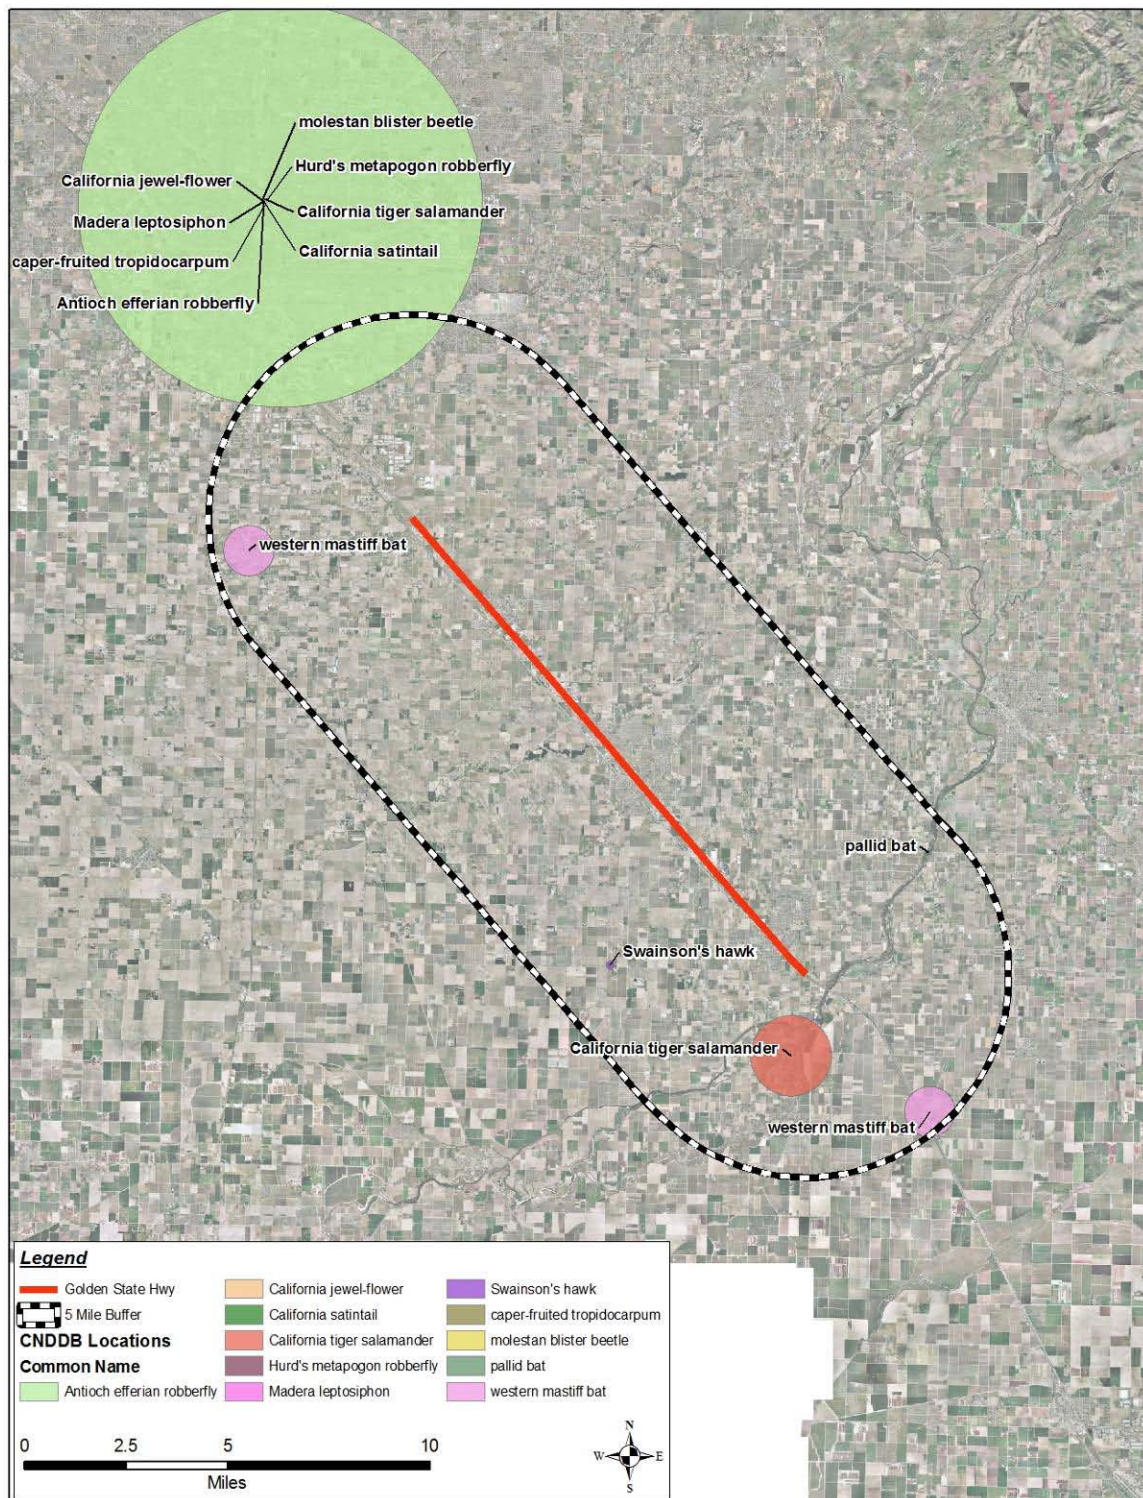 molestan blister beetle
Hurd's metapogon robberfly
California jewel-flower
California tiger salamander
Madera leptosiphon
California satintail
caper-fruited tropidocarpum
Antioch efferian robberfly
western mastiff bat
pallid bat
Swainson's hawk
California tiger salamander
western mastiff bat
Legend
Golden State Hwy
5 Mile Buffer
CNDDB Locations
Common Name
Antioch efferian robberfly
California jewel-flower
California satintail
California tiger salamander
Hurd's metapogon robberfly
Madera leptosiphon
Swainson's hawk
caper-fruited tropidocarpum
molestan blister beetle
pallid bat
western mastiff bat
0 2.5 5 10
Miles
N
W E
S